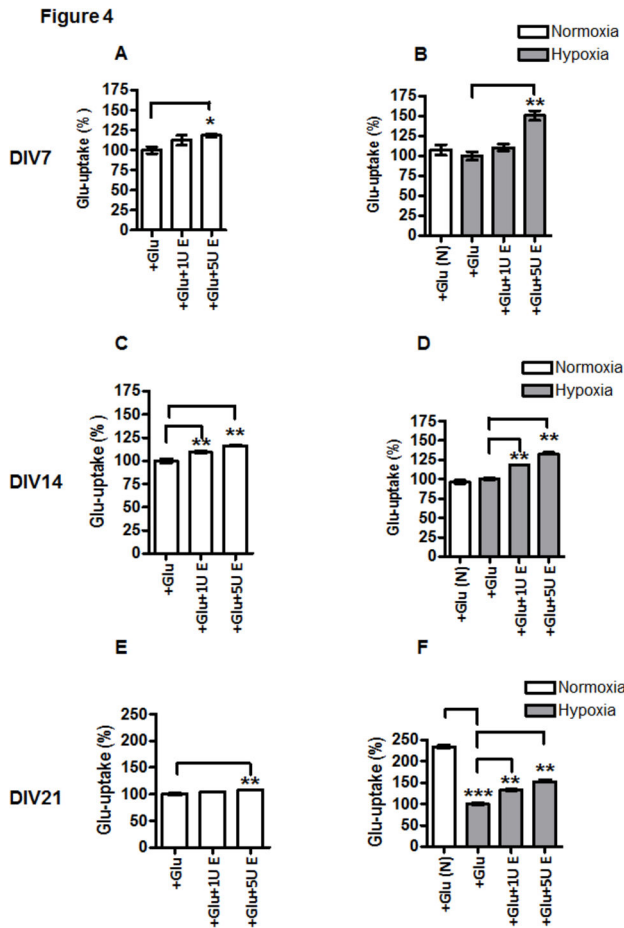 Figure 4
Normoxia
Hypoxia
A
B
DIV7
Glu-uptake (% )
175
150
125
100
75
50
25
0
*
+Glu
+Glu+1U E
+Glu+5U E
Glu-uptake (%)
175
150
125
100
75
50
25
0
**
+Glu (N)
+Glu
+Glu+1U E
+Glu+5U E
C
D
Normoxia
Hypoxia
DIV14
Glu-uptake (% )
175
150
125
100
75
50
25
0
**
**
+Glu
+Glu+1U E
+Glu+5U E
Glu-uptake (%)
175
150
125
100
75
50
25
0
**
**
+Glu (N)
+Glu
+Glu+1U E
+Glu+5U E
E
F
Normoxia
Hypoxia
DIV21
Glu-uptake (%)
250
200
150
100
50
0
**
+Glu
+Glu+1U E
+Glu+5U E
Glu-uptake (%)
250
200
150
100
50
0
***
**
**
+Glu (N)
+Glu
+Glu+1U E
+Glu+5U E